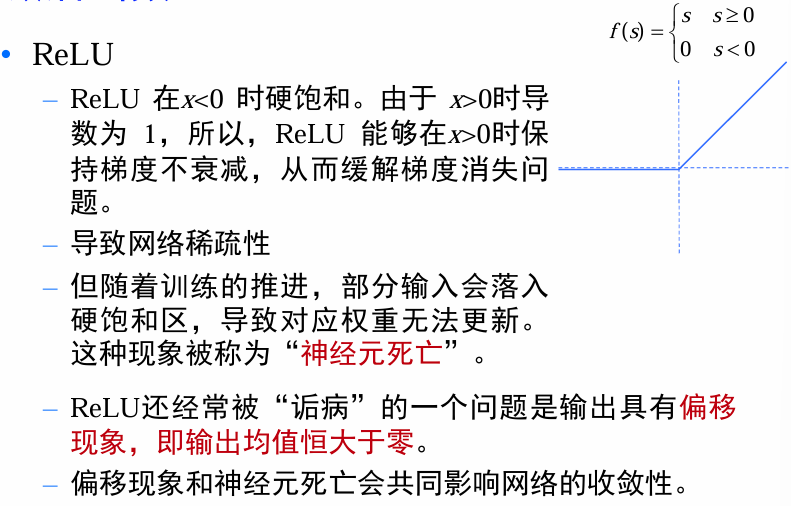 • ReLU
f(s) = { s s ≥ 0
0 s < 0
– ReLU 在x<0 时硬饱和。由于 x>0时导
数为 1，所以，ReLU 能够在x>0时保
持梯度不衰减，从而缓解梯度消失问
题。
– 导致网络稀疏性
– 但随着训练的推进，部分输入会落入
硬饱和区，导致对应权重无法更新。
这种现象被称为“神经元死亡”。
– ReLU还经常被“诟病”的一个问题是输出具有偏移
现象，即输出均值恒大于零。
– 偏移现象和神经元死亡会共同影响网络的收敛性。